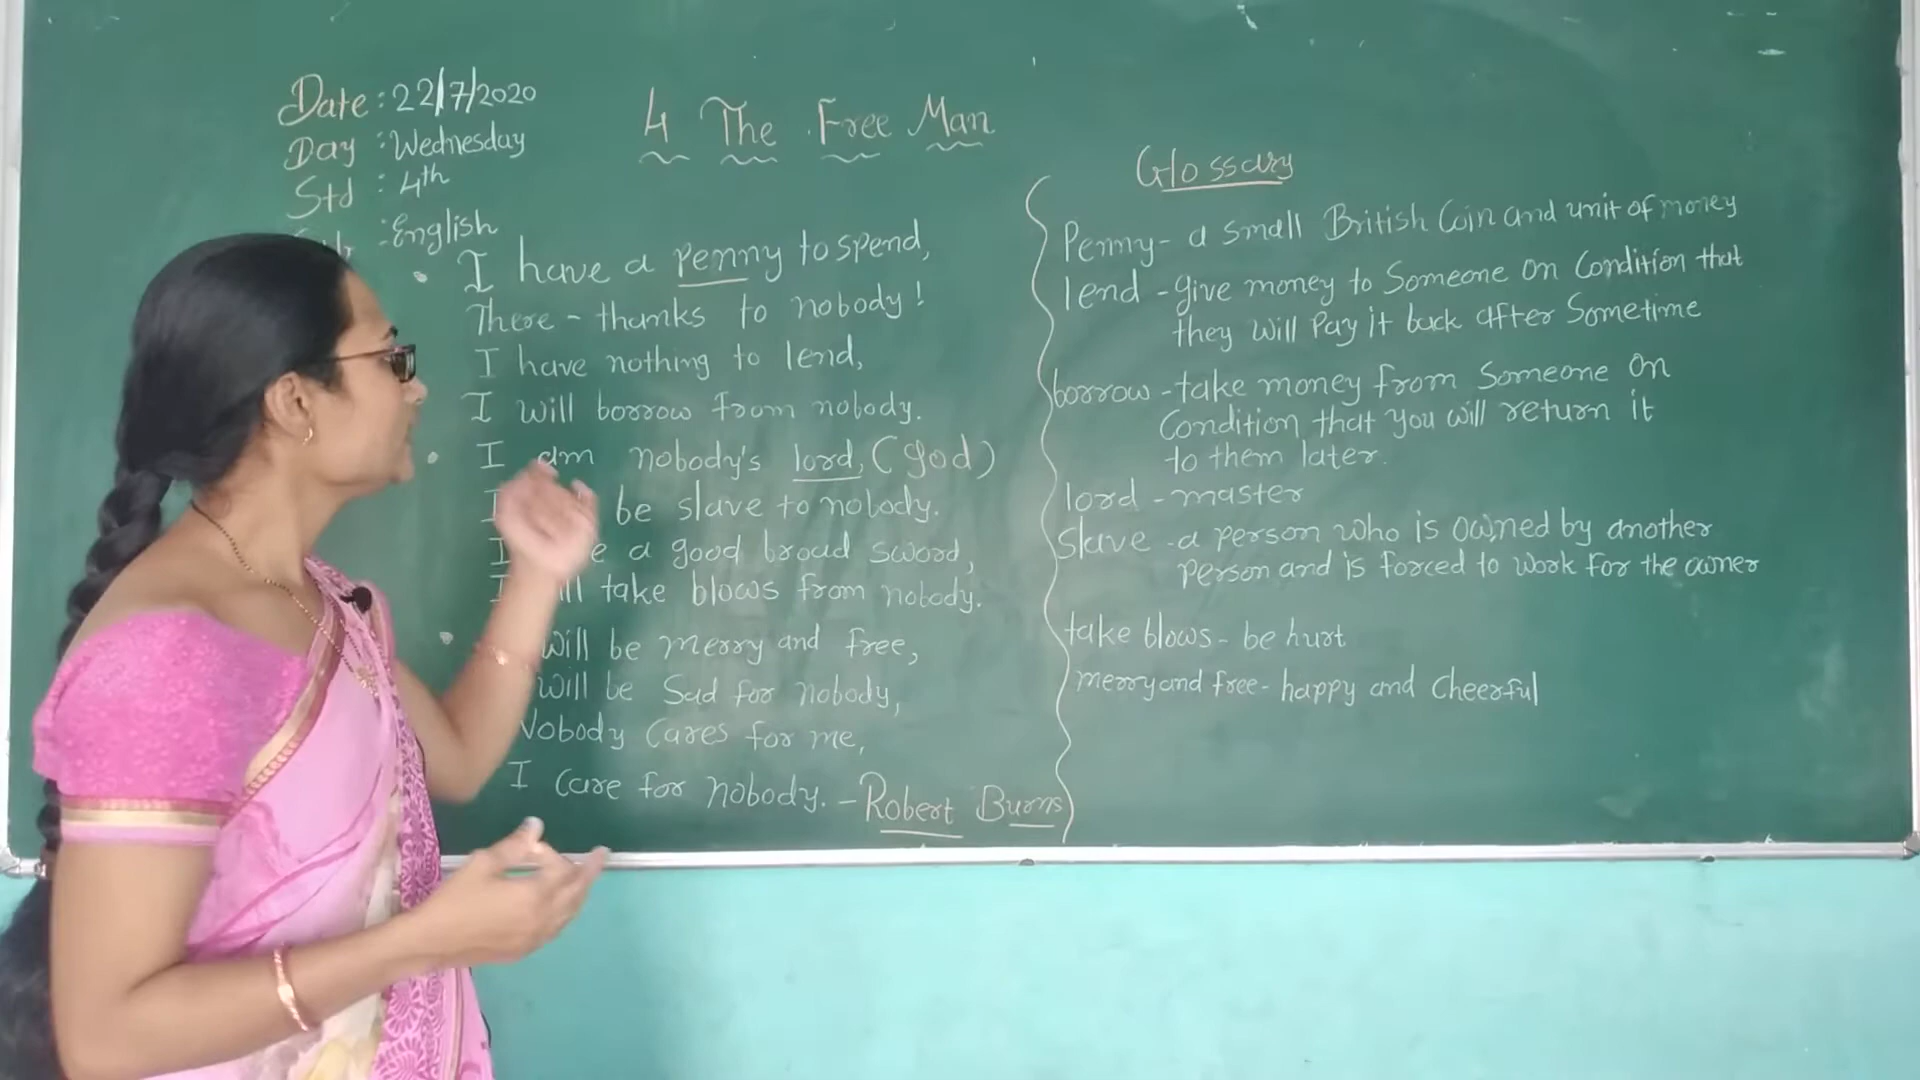 Date : 22/7/2020
Day : Wednesday
Std : 4th
: English
4 The Free Man
I have a penny to spend,
There - thanks to nobody!
I have nothing to lend,
I will borrow from nobody.
I am nobody's lord, (god)
I be slave to nobody.
I a good broad sword,
I take blows from nobody.
will be merry and free,
will be Sad for nobody,
Nobody Cares for me,
I Care for nobody. - Robert Burns
Glossary
Penny - a small British Coin and unit of money
lend - give money to Someone on Condition that
they will Pay it back after Sometime
borrow - take money from Someone on
Condition that you will return it
to them later.
lord - master
Slave - a person who is owned by another
person and is forced to work for the owner
take blows - be hurt
merry and free - happy and Cheerful